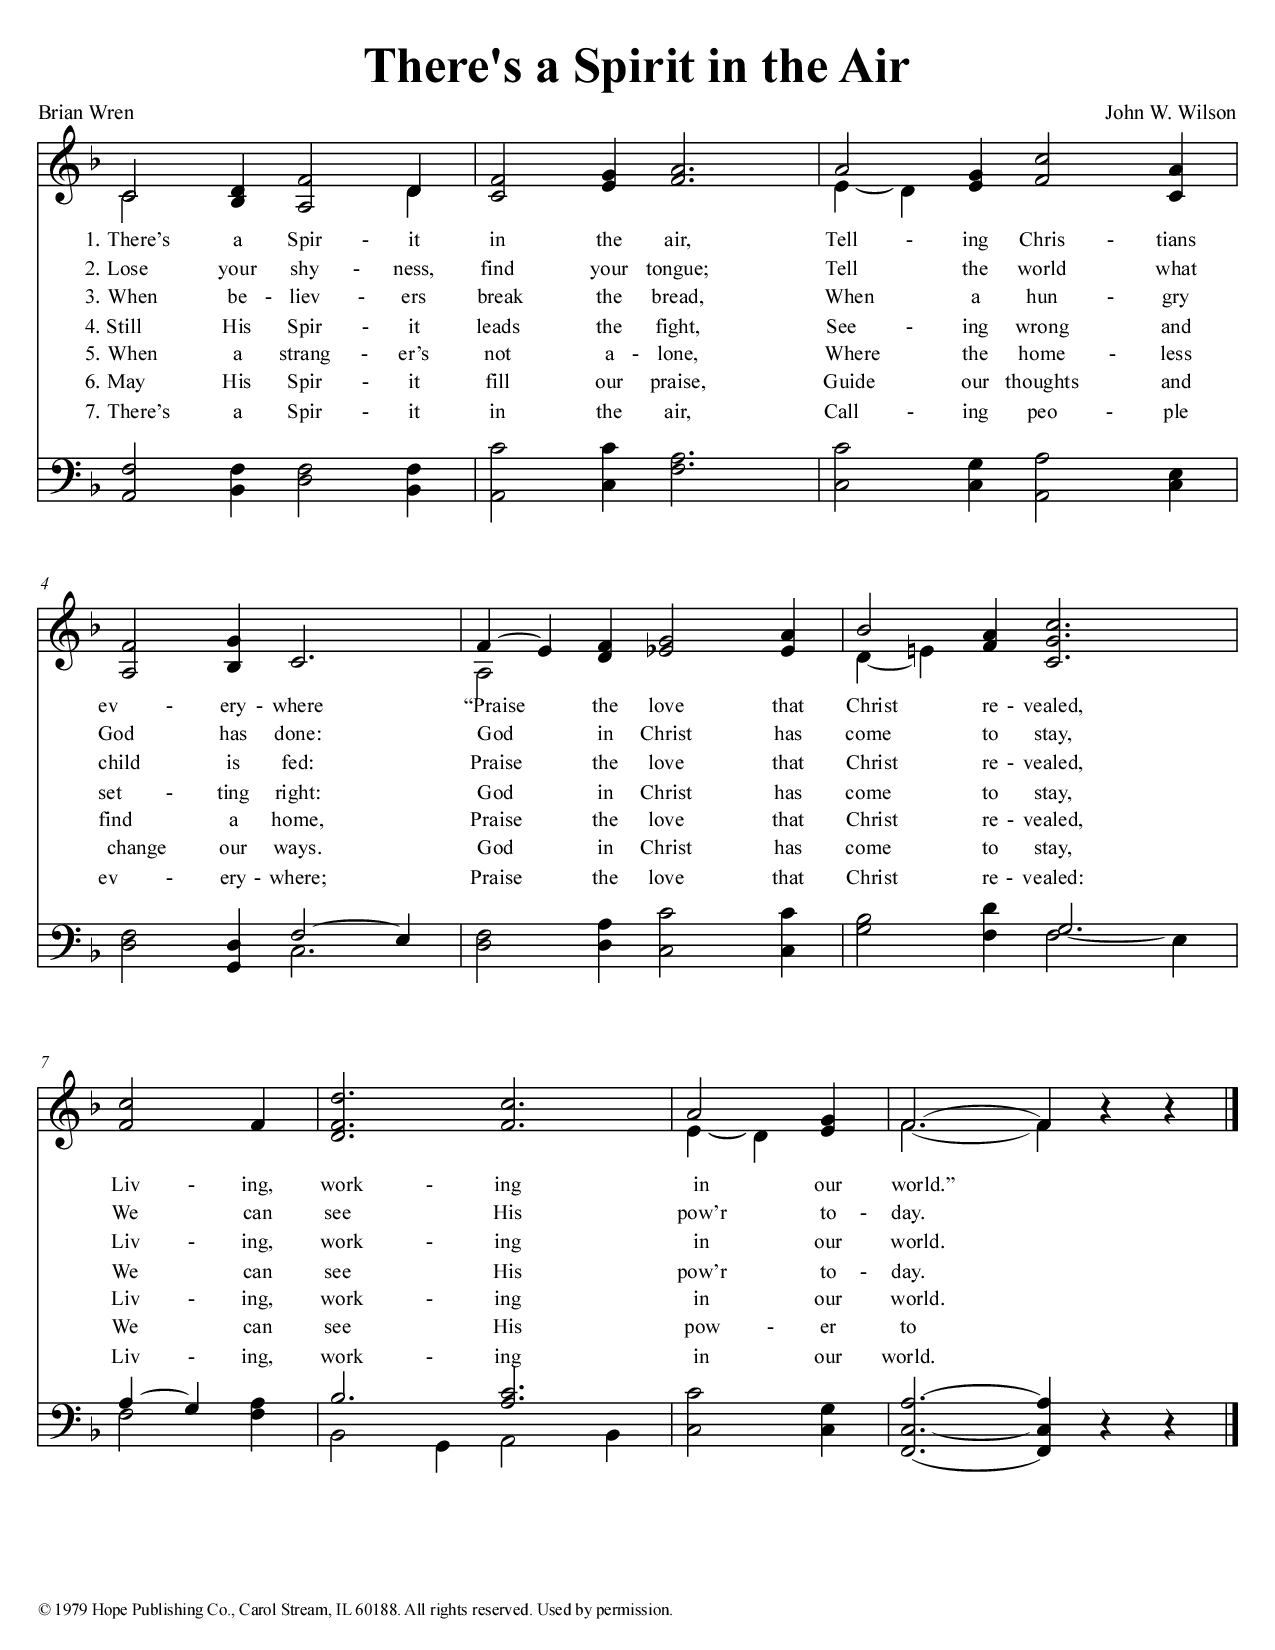 There's a Spirit in the Air
Brian Wren
John W. Wilson
1. There’s a Spir - it in the air, Tell - ing Chris - tians
2. Lose your shy - ness, find your tongue; Tell the world what
3. When be - liev - ers break the bread, When a hun - gry
4. Still His Spir - it leads the fight, See - ing wrong and
5. When a strang - er’s not a - lone, Where the home - less
6. May His Spir - it fill our praise, Guide our thoughts and
7. There’s a Spir - it in the air, Call - ing peo - ple
4
ev - ery - where “Praise the love that Christ re - vealed,
God has done: God in Christ has come to stay,
child is fed: Praise the love that Christ re - vealed,
set - ting right: God in Christ has come to stay,
find a home, Praise the love that Christ re - vealed,
change our ways. God in Christ has come to stay,
ev - ery - where; Praise the love that Christ re - vealed:
7
Liv - ing, work - ing in our world.”
We can see His pow’r to - day.
Liv - ing, work - ing in our world.
We can see His pow’r to - day.
Liv - ing, work - ing in our world.
We can see His pow - er to
Liv - ing, work - ing in our world.
© 1979 Hope Publishing Co., Carol Stream, IL 60188. All rights reserved. Used by permission.